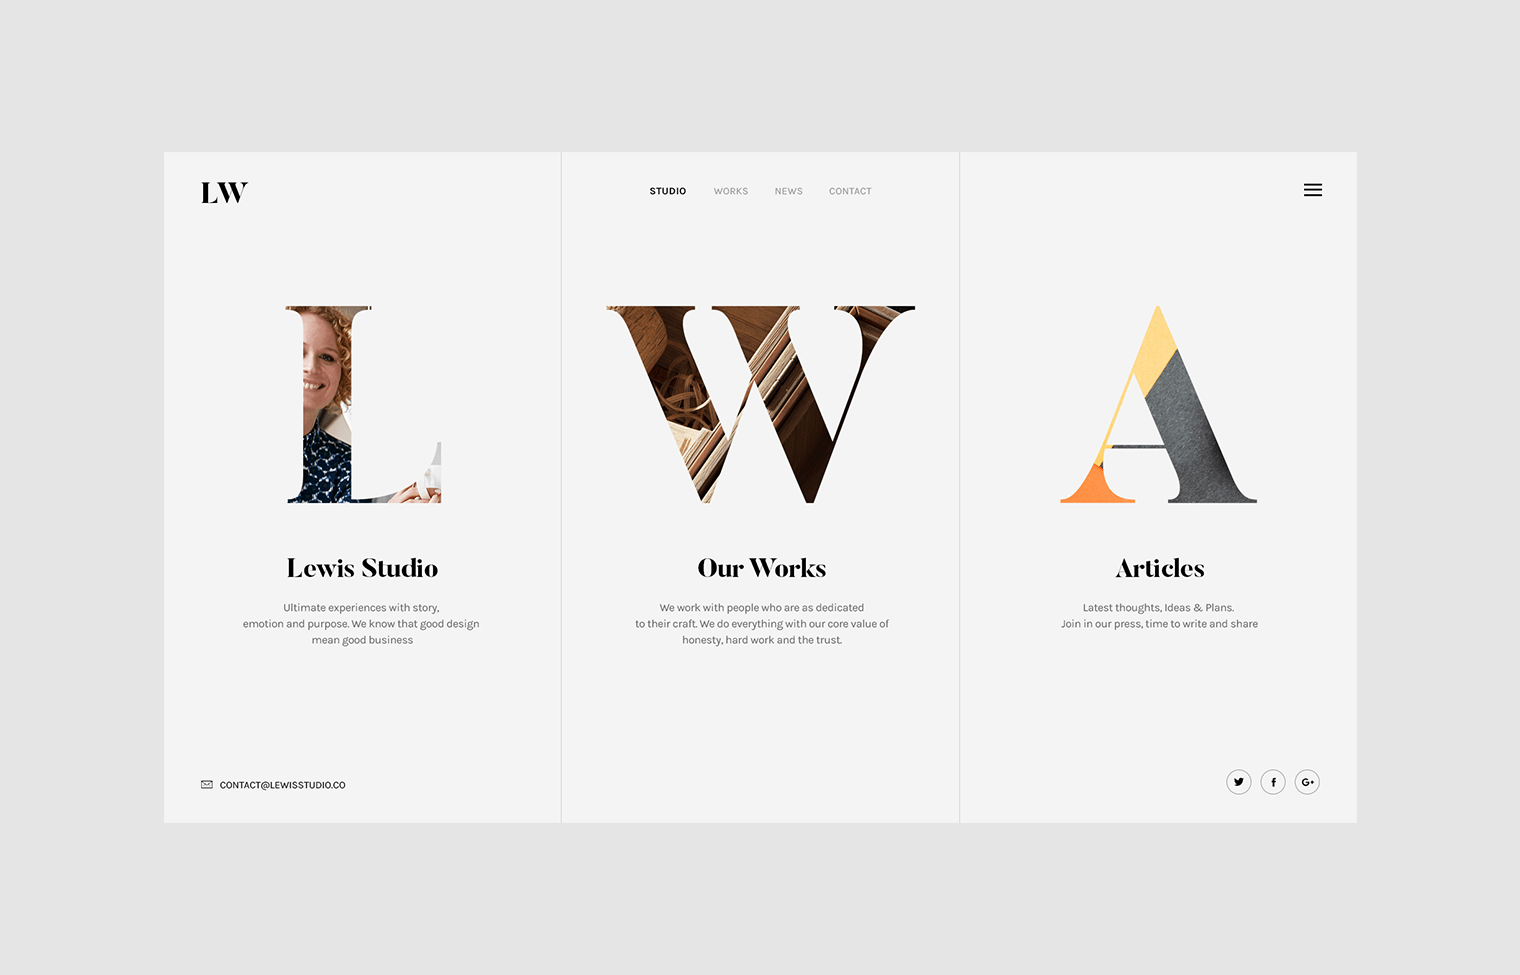 LW
STUDIO WORKS NEWS CONTACT
L
W
A
Lewis Studio
Ultimate experiences with story,
emotion and purpose. We know that good design
mean good business
Our Works
We work with people who are as dedicated
to their craft. We do everything with our core value of
honesty, hard work and the trust.
Articles
Latest thoughts, Ideas & Plans.
Join in our press, time to write and share
CONTACT@LEWISSTUDIO.CO
f
G+